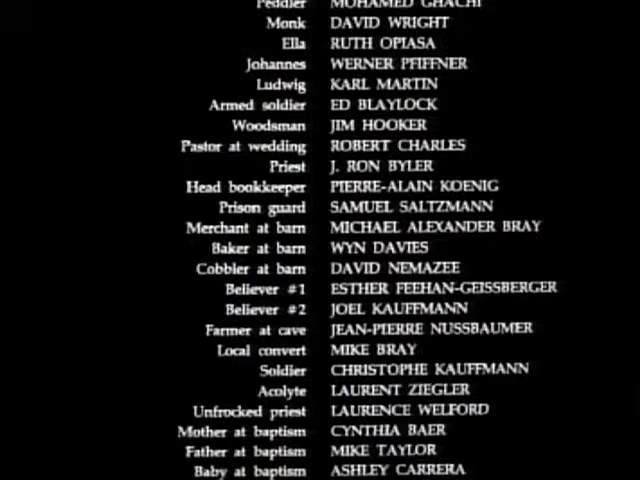 Peddler MOHAMED GHACHI
Monk DAVID WRIGHT
Ella RUTH OPIASA
Johannes WERNER PFIFFNER
Ludwig KARL MARTIN
Armed soldier ED BLAYLOCK
Woodsman JIM HOOKER
Pastor at wedding ROBERT CHARLES
Priest J. RON BYLER
Head bookkeeper PIERRE-ALAIN KOENIG
Prison guard SAMUEL SALTZMANN
Merchant at barn MICHAEL ALEXANDER BRAY
Baker at barn WYN DAVIES
Cobbler at barn DAVID NEMAZEE
Believer #1 ESTHER FEEHAN-GEISSBERGER
Believer #2 JOEL KAUFFMANN
Farmer at cave JEAN-PIERRE NUSSBAUMER
Local convert MIKE BRAY
Soldier CHRISTOPHE KAUFFMANN
Acolyte LAURENT ZIEGLER
Unfrocked priest LAURENCE WELFORD
Mother at baptism CYNTHIA BAER
Father at baptism MIKE TAYLOR
Baby at baptism ASHLEY CARRERA